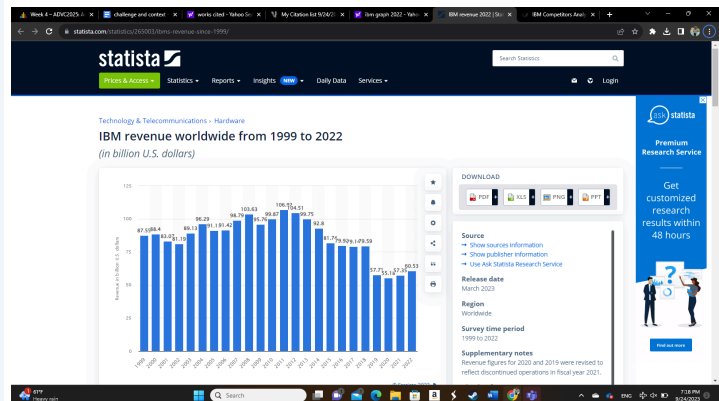 Week 4 - ADVC2025: A
challenge and context
works cited - Yahoo Se
My Citation list 9/24/2
ibm graph 2022 - Yaho
IBM revenue 2022 | Stat
IBM Competitors Analy
statista.com/statistics/265003/ibms-revenue-since-1999/
statista
Search Statistics
Prices & Access
Statistics
Reports
Insights
NEW
Daily Data
Services
Login
Technology & Telecommunications › Hardware
IBM revenue worldwide from 1999 to 2022
(in billion U.S. dollars)
Revenue in billion U.S. dollars
125
100
75
50
25
0
87.55
88.4
83.07
81.19
89.13
96.29
91.13
91.42
98.79
103.63
95.76
99.87
106.92
104.51
99.75
92.8
81.74
79.92
79.14
79.59
57.71
55.18
57.35
60.53
1999
2000
2001
2002
2003
2004
2005
2006
2007
2008
2009
2010
2011
2012
2013
2014
2015
2016
2017
2018
2019
2020
2021
2022
DOWNLOAD
PDF
XLS
PNG
PPT
Source
→ Show sources information
→ Show publisher information
→ Use Ask Statista Research Service
Release date
March 2023
Region
Worldwide
Survey time period
1999 to 2022
Supplementary notes
Revenue figures for 2020 and 2019 were revised to
reflect discontinued operations in fiscal year 2021.
ask statista
Premium
Research Service
Get
customized
research
results within
48 hours
Find out more
61°F
Heavy rain
Search
ENG
7:18 PM
9/24/2023